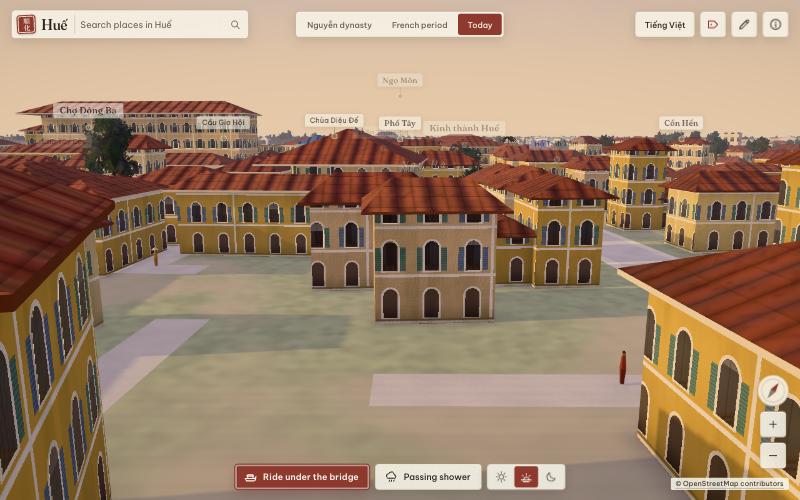 順化
Huế
Search places in Huế
Nguyễn dynasty
French period
Today
Tiếng Việt
Ngọ Môn
Chợ Đông Ba
Cầu Gia Hội
Chùa Diệu Đế
Phố Tây
Kinh thành Huế
Cồn Hến
Ride under the bridge
Passing shower
© OpenStreetMap contributors